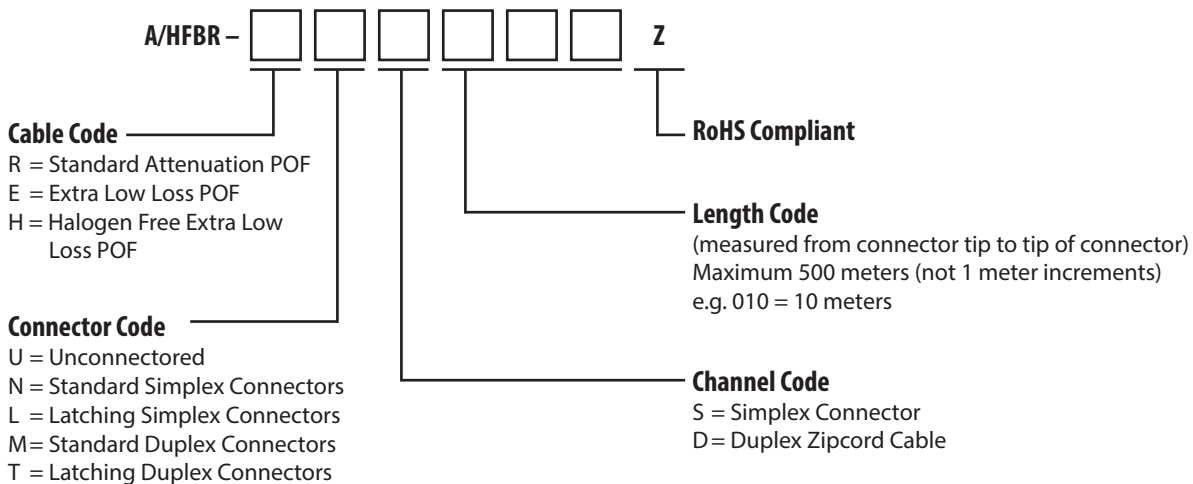 A/HFBR – Z
Cable Code
R = Standard Attenuation POF
E = Extra Low Loss POF
H = Halogen Free Extra Low
Loss POF
Connector Code
U = Unconnectored
N = Standard Simplex Connectors
L = Latching Simplex Connectors
M = Standard Duplex Connectors
T = Latching Duplex Connectors
RoHS Compliant
Length Code
(measured from connector tip to tip of connector)
Maximum 500 meters (not 1 meter increments)
e.g. 010 = 10 meters
Channel Code
S = Simplex Connector
D = Duplex Zipcord Cable